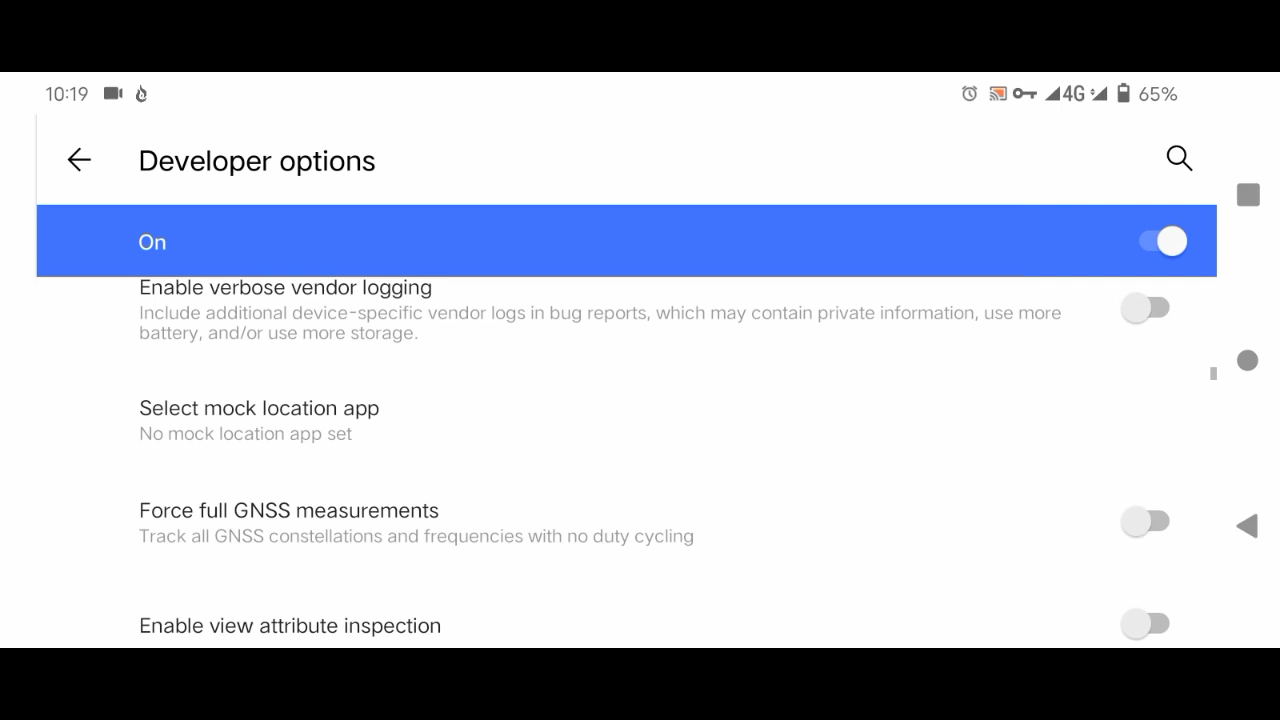 10:19 4G 65%
Developer options
On
Enable verbose vendor logging
Include additional device-specific vendor logs in bug reports, which may contain private information, use more
battery, and/or use more storage.
Select mock location app
No mock location app set
Force full GNSS measurements
Track all GNSS constellations and frequencies with no duty cycling
Enable view attribute inspection